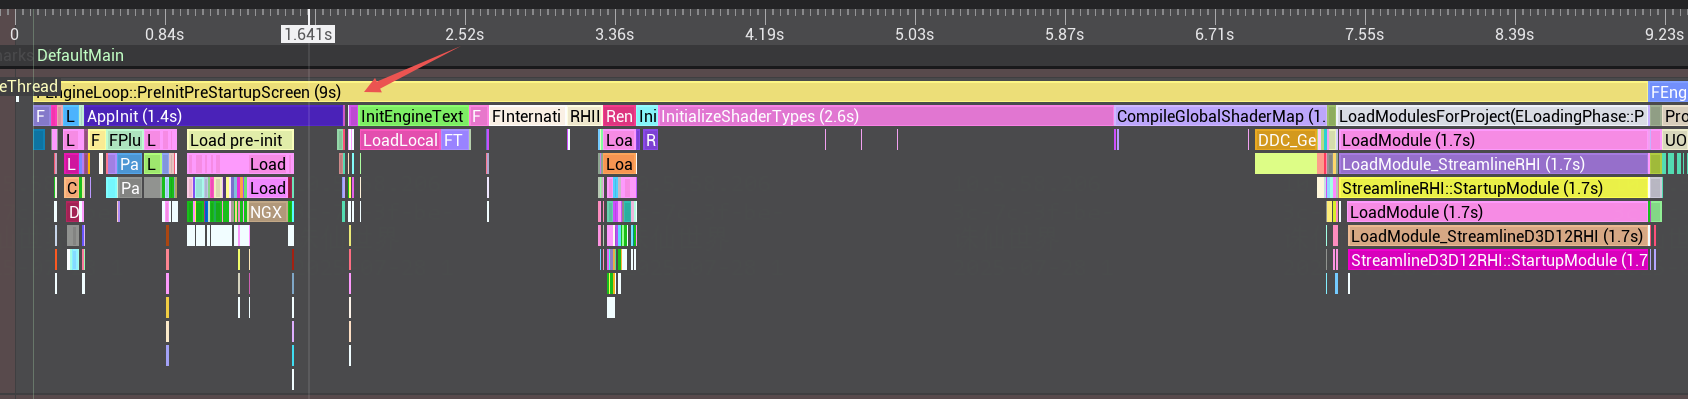 0 0.84s 1.641s 2.52s 3.36s 4.19s 5.03s 5.87s 6.71s 7.55s 8.39s 9.23s
DefaultMain
eThread
EngineLoop::PreInitPreStartupScreen (9s) FEng
F L AppInit (1.4s) InitEngineText F FInternati RHII Ren Ini InitializeShaderTypes (2.6s) CompileGlobalShaderMap (1. LoadModulesForProject(ELoadingPhase::P Pro
L F FPlu L Load pre-init LoadLocal FT Loa R DDC_Ge LoadModule (1.7s) UO
L Pa L Load Loa LoadModule_StreamlineRHI (1.7s)
C Pa Load StreamlineRHI::StartupModule (1.7s)
D NGX LoadModule (1.7s)
LoadModule_StreamlineD3D12RHI (1.7s)
StreamlineD3D12RHI::StartupModule (1.7